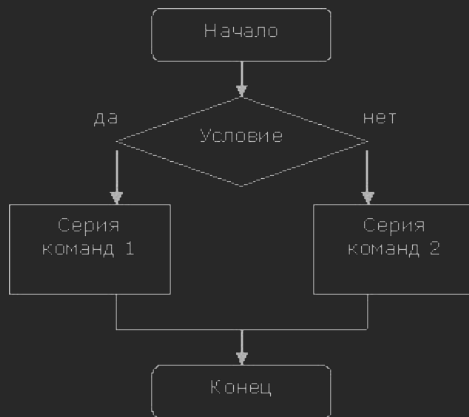 Начало
да
Условие
нет
Серия
команд 1
Серия
команд 2
Конец